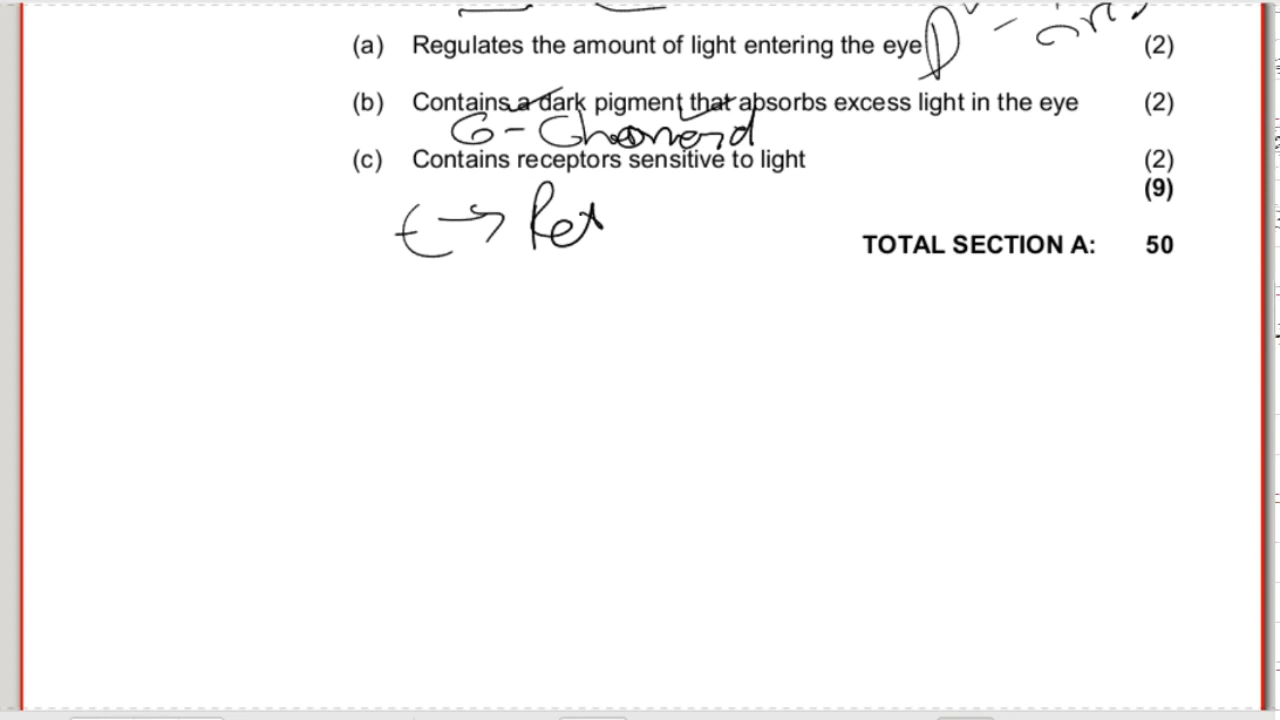 (a) Regulates the amount of light entering the eye D - iris (2)
(b) Contains a dark pigment that absorbs excess light in the eye (2)
G - Choroid
(c) Contains receptors sensitive to light (2)
(9)
→ Ret
TOTAL SECTION A: 50